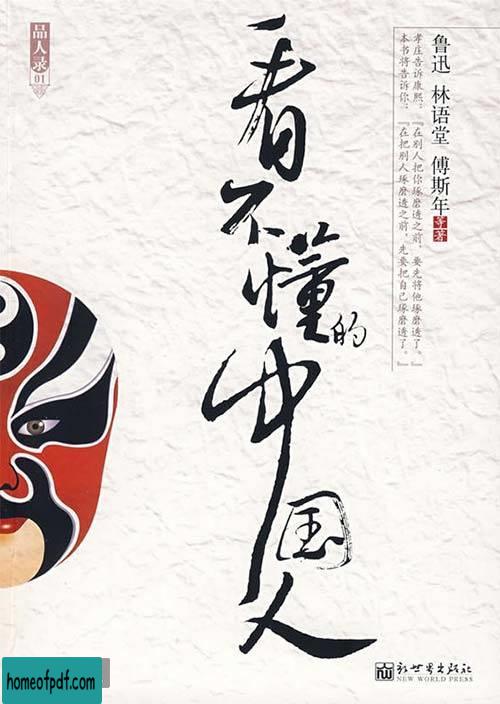 品人录
01
看不懂的中国人
鲁迅 林语堂 傅斯年 等著
孝庄告诉康熙：『在别人把你琢磨透之前，要先将他琢磨透了。』
本书将告诉你：『在把别人琢磨透之前，先要把自己琢磨透了。』
新世界出版社
NEW WORLD PRESS
homeofpdf.com